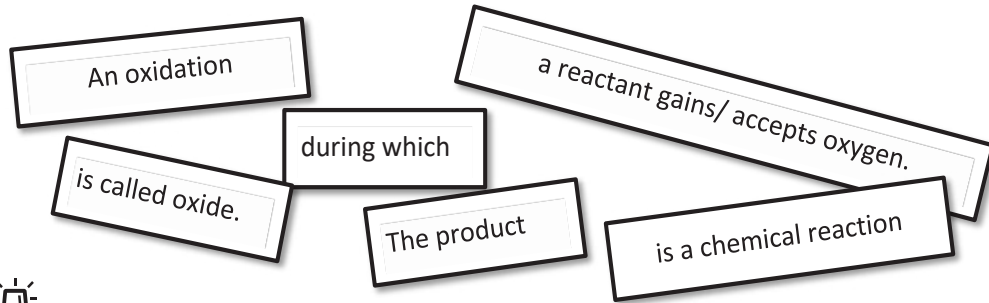 An oxidation
a reactant gains/ accepts oxygen.
during which
is called oxide.
The product
is a chemical reaction